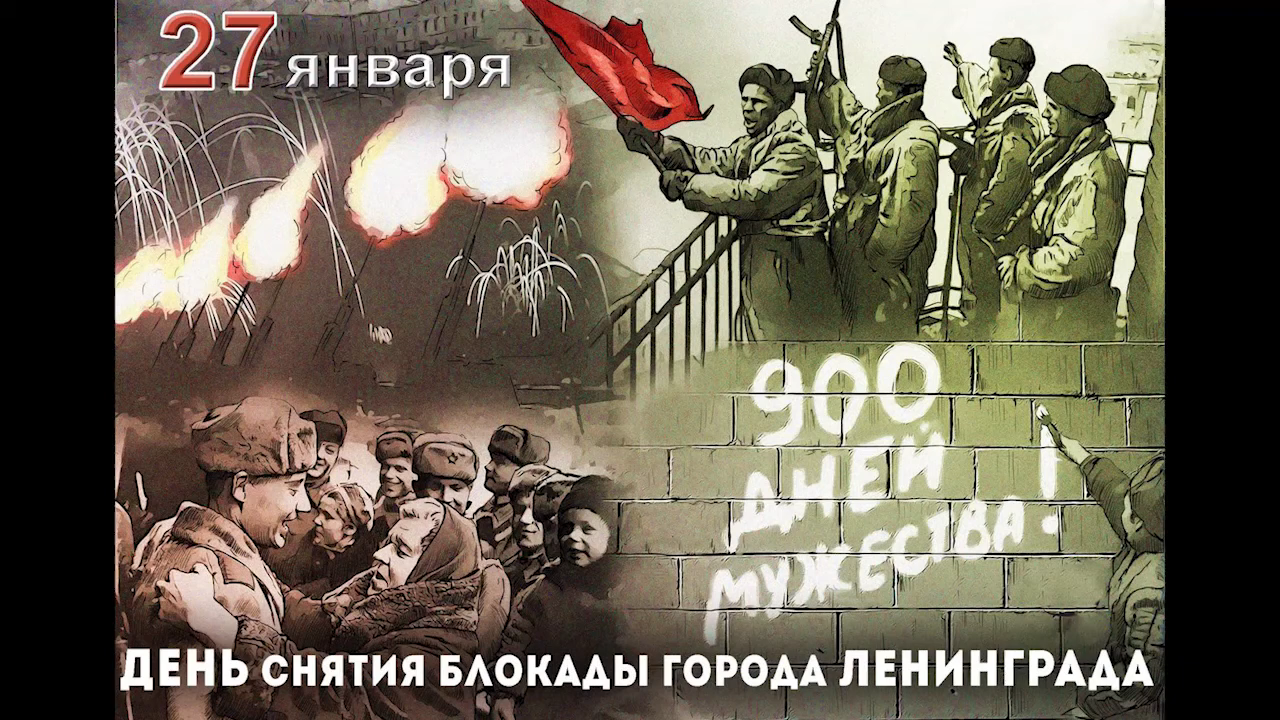 27 января
900
ДНЕЙ
МУЖЕСТВА!
ДЕНЬ СНЯТИЯ БЛОКАДЫ ГОРОДА ЛЕНИНГРАДА